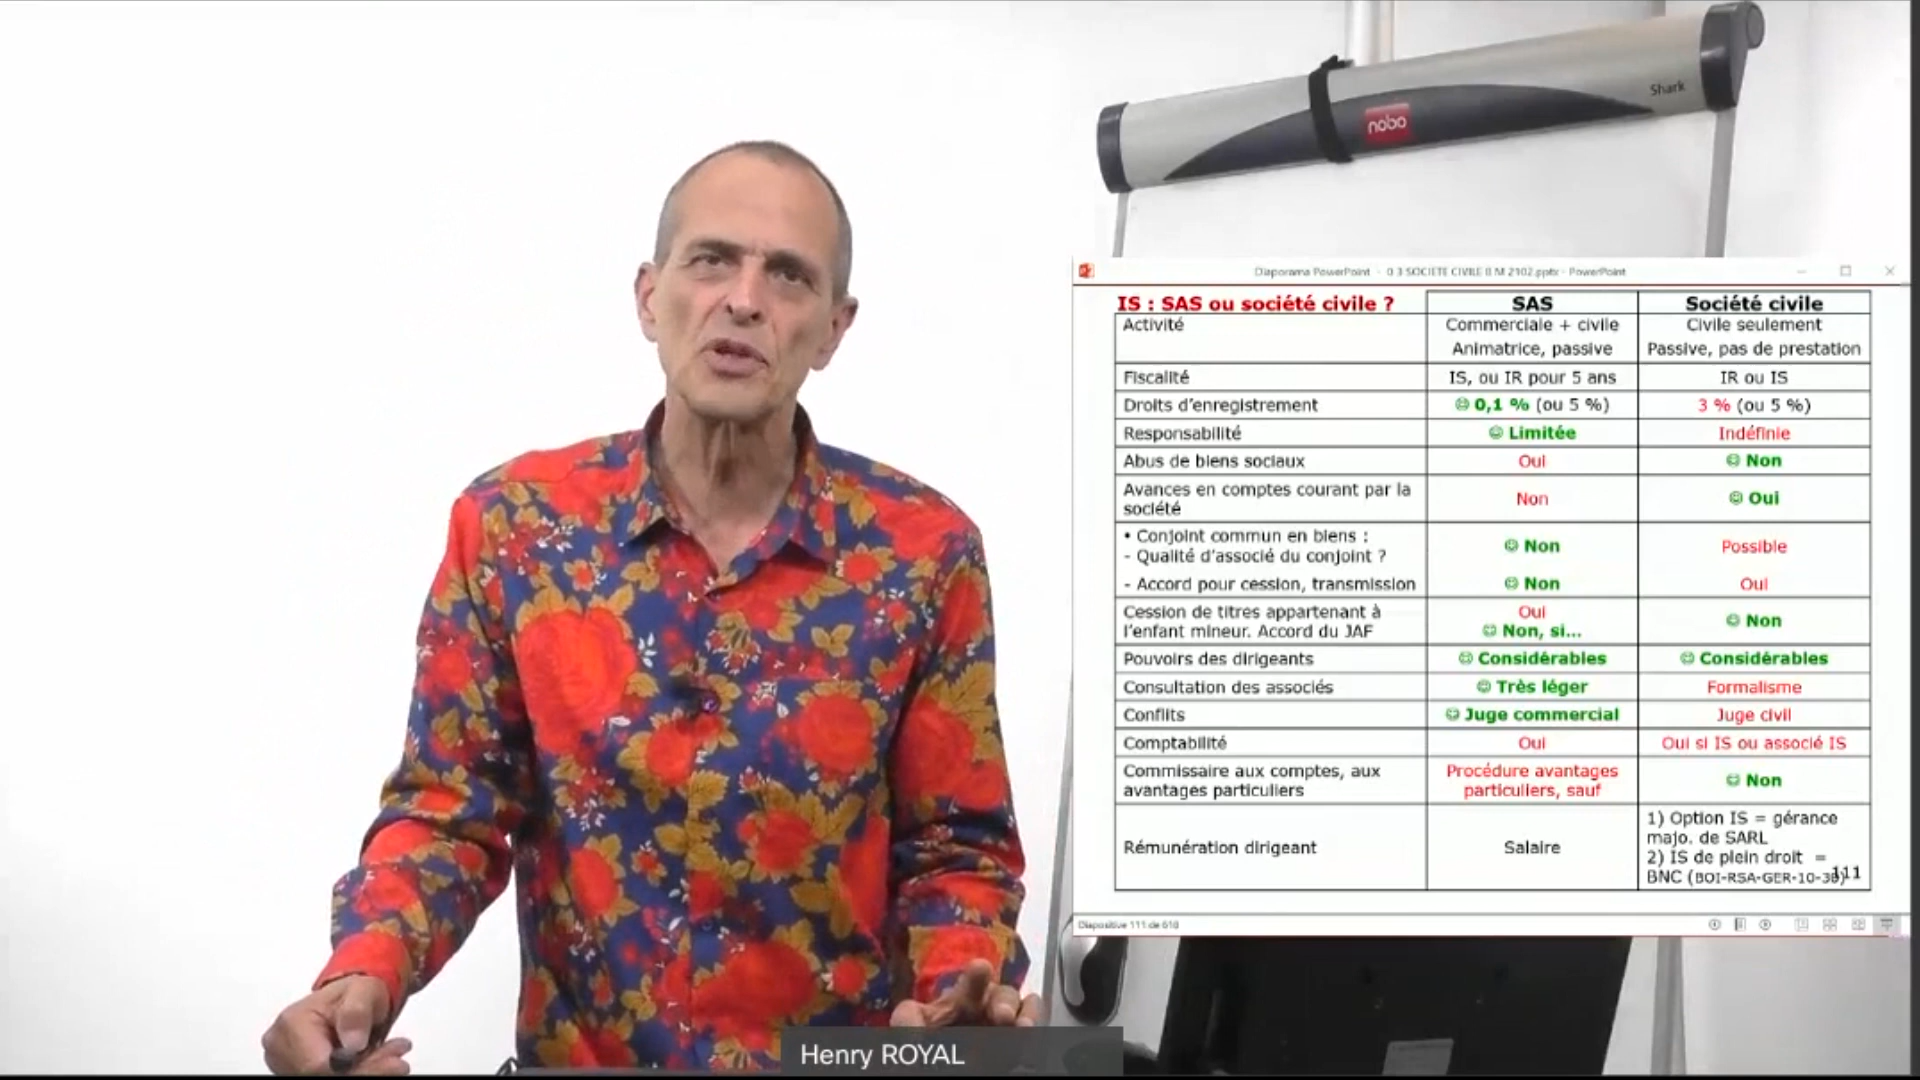 Shark
nobo
Diaporama PowerPoint - 0 3 SOCIETE CIVILE II M 2102.pptx - PowerPoint
IS : SAS ou société civile ?
SAS
Société civile
Activité
Commerciale + civile
Animatrice, passive
Civile seulement
Passive, pas de prestation
Fiscalité
IS, ou IR pour 5 ans
IR ou IS
Droits d'enregistrement
☺ 0,1 % (ou 5 %)
3 % (ou 5 %)
Responsabilité
☺ Limitée
Indéfinie
Abus de biens sociaux
Oui
☺ Non
Avances en comptes courant par la
société
Non
☺ Oui
• Conjoint commun en biens :
- Qualité d'associé du conjoint ?
☺ Non
Possible
- Accord pour cession, transmission
☺ Non
Oui
Cession de titres appartenant à
l'enfant mineur. Accord du JAF
Oui
☺ Non, si...
☺ Non
Pouvoirs des dirigeants
☺ Considérables
☺ Considérables
Consultation des associés
☺ Très léger
Formalisme
Conflits
☺ Juge commercial
Juge civil
Comptabilité
Oui
Oui si IS ou associé IS
Commissaire aux comptes, aux
avantages particuliers
Procédure avantages
particuliers, sauf
☺ Non
Rémunération dirigeant
Salaire
1) Option IS = gérance
majo. de SARL
2) IS de plein droit =
BNC (BOI-RSA-GER-10-30)
111
Diapositive 111 de 610
Henry ROYAL